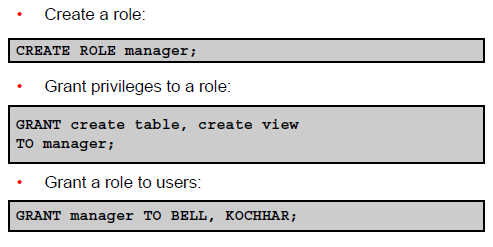 • Create a role:
CREATE ROLE manager;
• Grant privileges to a role:
GRANT create table, create view
TO manager;
• Grant a role to users:
GRANT manager TO BELL, KOCHHAR;